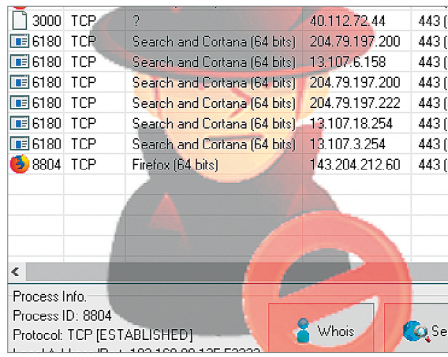 3000 TCP ? 40.112.72.44 443 (
6180 TCP Search and Cortana (64 bits) 204.79.197.200 443 (
6180 TCP Search and Cortana (64 bits) 13.107.6.158 443 (
6180 TCP Search and Cortana (64 bits) 204.79.197.200 443 (
6180 TCP Search and Cortana (64 bits) 204.79.197.222 443 (
6180 TCP Search and Cortana (64 bits) 13.107.18.254 443 (
6180 TCP Search and Cortana (64 bits) 13.107.3.254 443 (
8804 TCP Firefox (64 bits) 143.204.212.60 443 (
Process Info.
Process ID: 8804
Protocol: TCP [ESTABLISHED]
Whois
Se